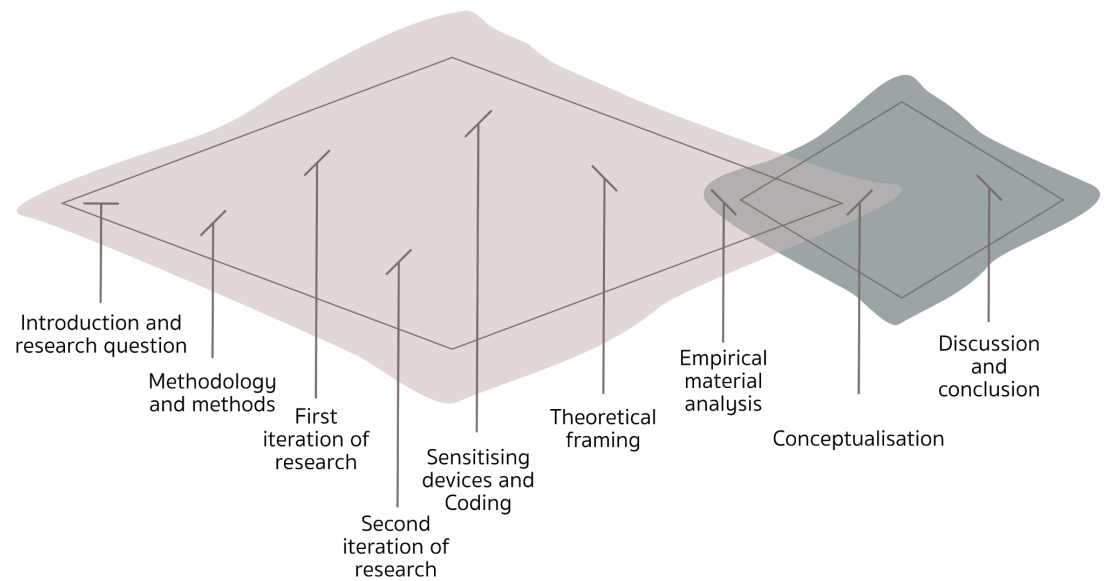 Introduction and
research question
Methodology
and methods
First
iteration of
research
Second
iteration of
research
Sensitising
devices and
Coding
Theoretical
framing
Empirical
material
analysis
Conceptualisation
Discussion
and
conclusion